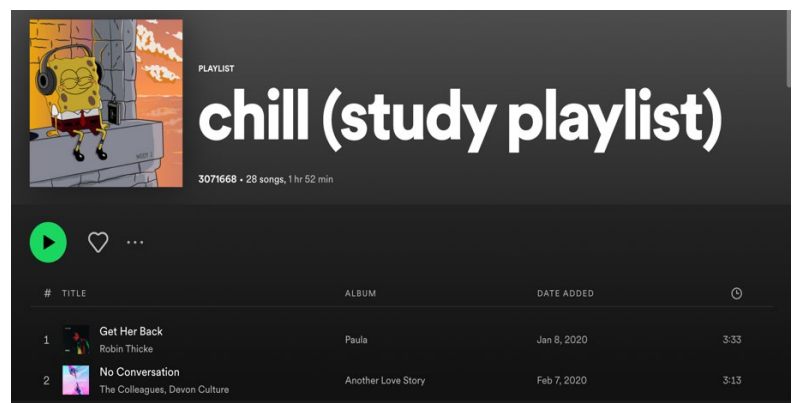 PLAYLIST
chill (study playlist)
3071668 • 28 songs, 1 hr 52 min
# TITLE ALBUM DATE ADDED
1 Get Her Back Paula Jan 8, 2020 3:33
Robin Thicke
2 No Conversation Another Love Story Feb 7, 2020 3:13
The Colleagues, Devon Culture